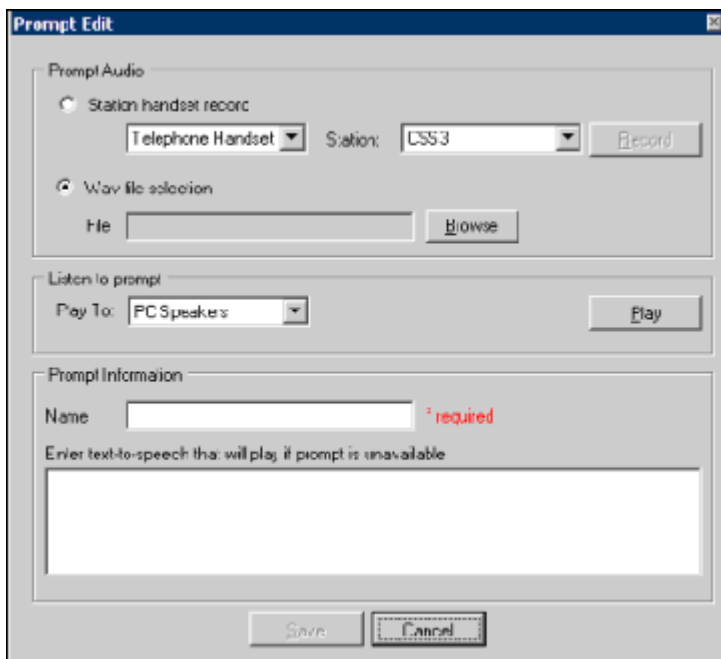 Prompt Edit
Prompt Audio
Station handset record
Telephone Handset Station: CSS3 Record
Wav file selection
File Browse
Listen to prompt
Play To: PC Speakers Play
Prompt Information
Name * required
Enter text-to-speech that will play if prompt is unavailable
Save Cancel